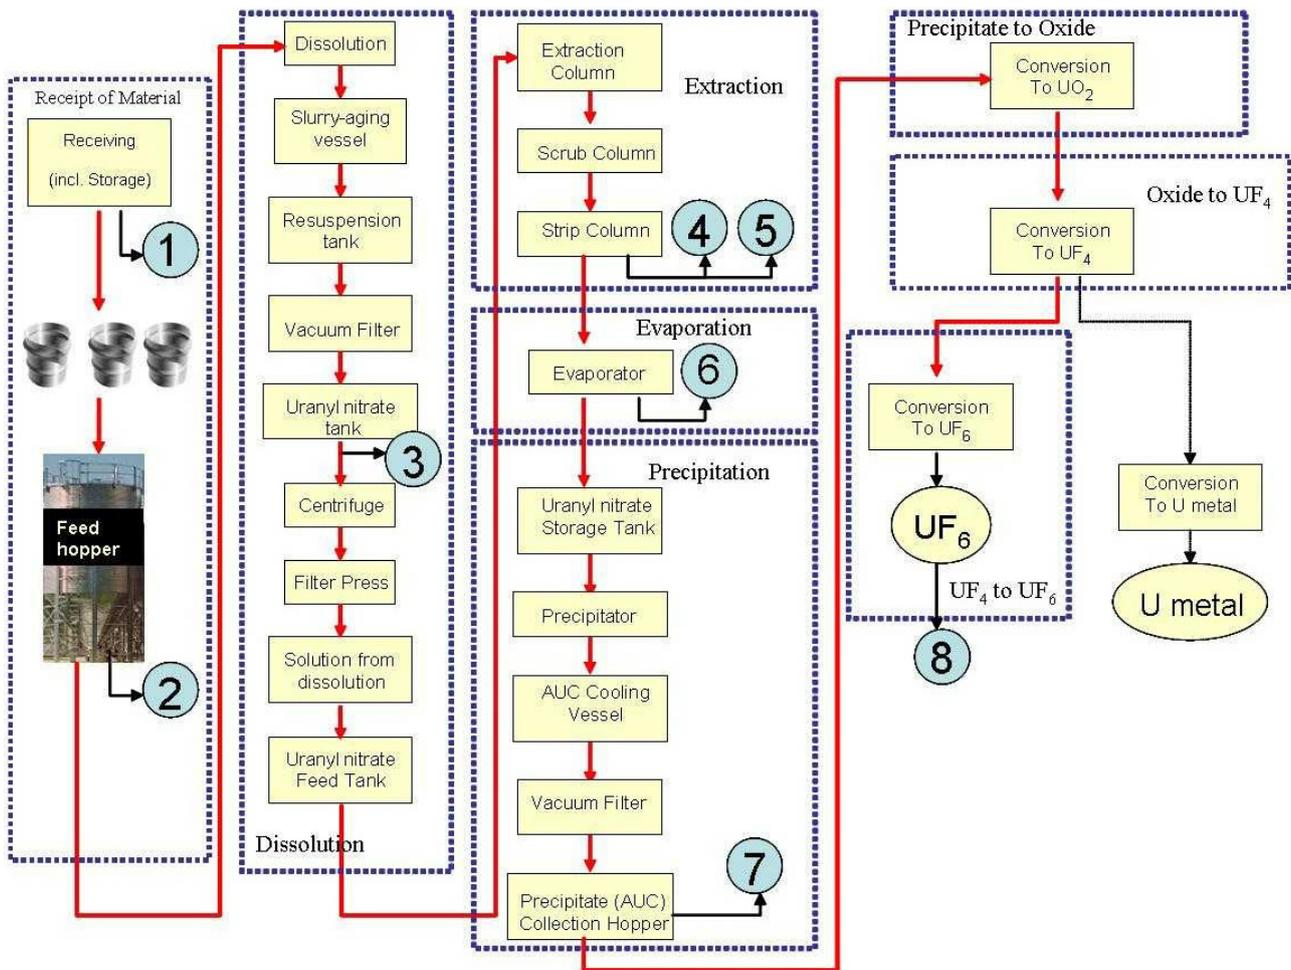 Receipt of Material
Receiving
(incl. Storage)
1
Feed
hopper
2
Dissolution
Slurry-aging
vessel
Resuspension
tank
Vacuum Filter
Uranyl nitrate
tank
3
Centrifuge
Filter Press
Solution from
dissolution
Uranyl nitrate
Feed Tank
Dissolution
Extraction
Column
Extraction
Scrub Column
Strip Column
4
5
Evaporation
Evaporator
6
Precipitation
Uranyl nitrate
Storage Tank
Precipitator
AUC Cooling
Vessel
Vacuum Filter
7
Precipitate (AUC)
Collection Hopper
Precipitate to Oxide
Conversion
To UO₂
Oxide to UF₄
Conversion
To UF₄
Conversion
To UF₆
UF₆
UF₄ to UF₆
8
Conversion
To U metal
U metal